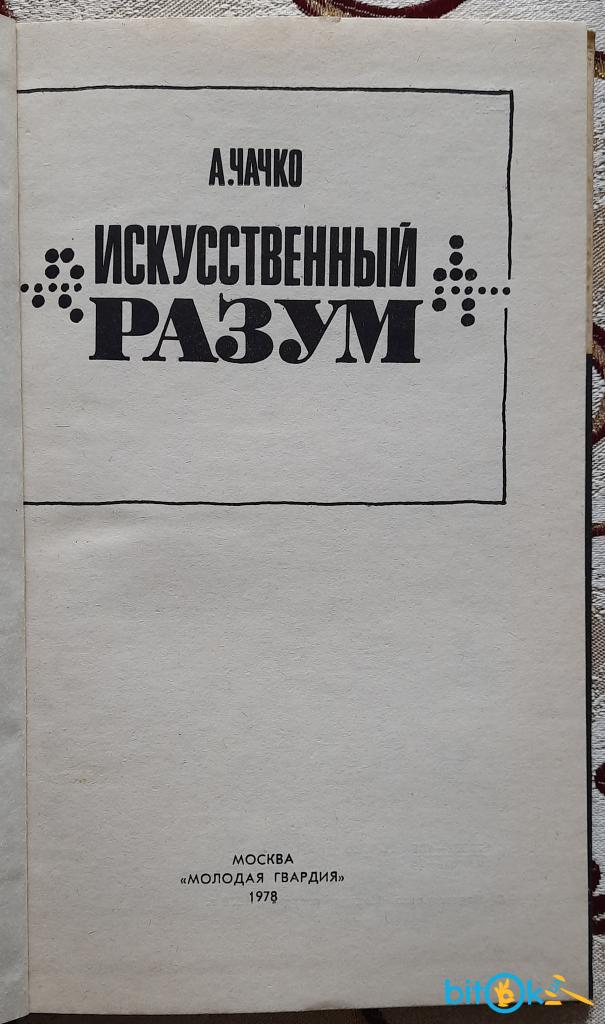 А.ЧАЧКО
ИСКУССТВЕННЫЙ
РАЗУМ
МОСКВА
«МОЛОДАЯ ГВАРДИЯ»
1978
bitok